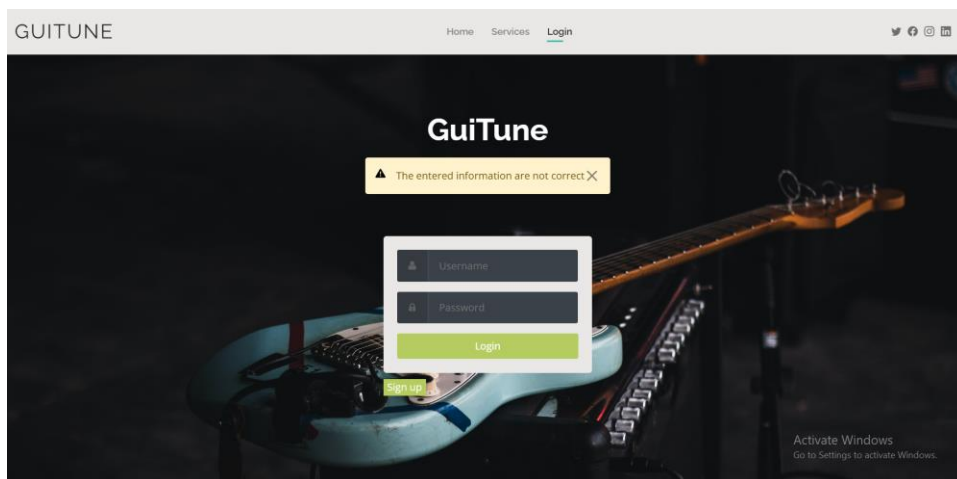 GUITUNE
Home Services Login
GuiTune
The entered information are not correct
Username
Password
Login
Sign up
Activate Windows
Go to Settings to activate Windows.